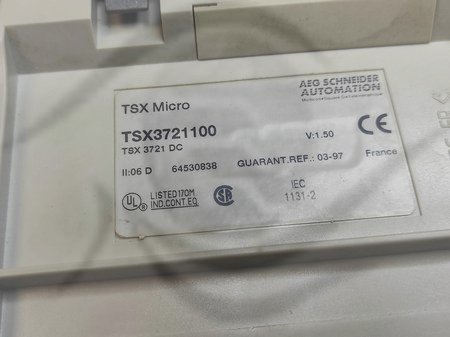 AEG SCHNEIDER
AUTOMATION
TSX Micro
TSX3721100
V:1.50
CE
TSX 3721 DC
II:06 D 64530838 GUARANT.REF.: 03-97 France
UL LISTED 170M
IND.CONT.EQ.
IEC
1131-2